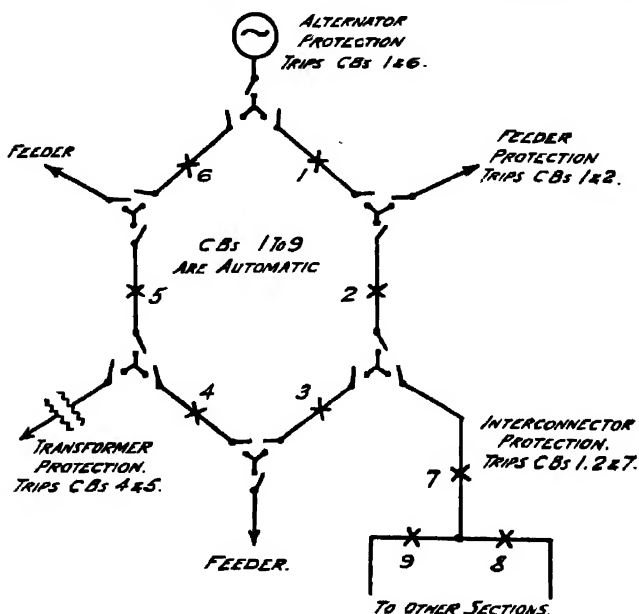 ALTERNATOR
PROTECTION
TRIPS CBs 1&6.
FEEDER
6
1
FEEDER
PROTECTION
TRIPS CBs 1&2.
CBs 1 TO 9
ARE AUTOMATIC
5
2
4
3
TRANSFORMER
PROTECTION.
TRIPS CBs 4&5.
INTERCONNECTOR
PROTECTION.
TRIPS CBs 1.2&7.
7
9
8
FEEDER.
TO OTHER SECTIONS.